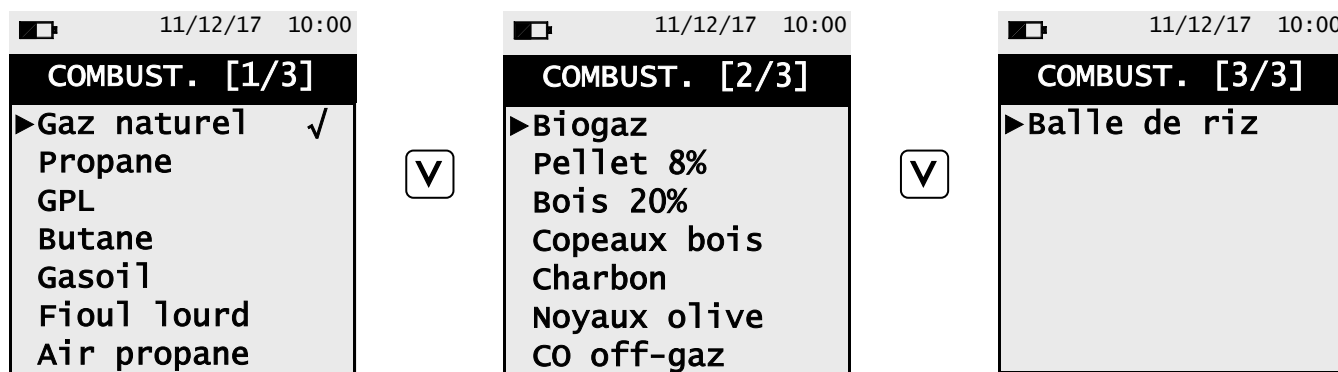 11/12/17 10:00
COMBUST. [1/3]
►Gaz naturel √
Propane
GPL
Butane
Gasoil
Fioul lourd
Air propane
V
11/12/17 10:00
COMBUST. [2/3]
►Biogaz
Pellet 8%
Bois 20%
Copeaux bois
Charbon
Noyaux olive
CO off-gaz
V
11/12/17 10:00
COMBUST. [3/3]
►Balle de riz